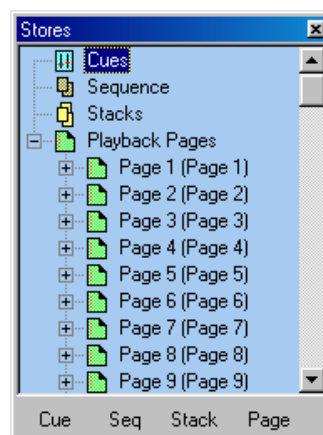 Stores
Cues
Sequence
Stacks
Playback Pages
Page 1 (Page 1)
Page 2 (Page 2)
Page 3 (Page 3)
Page 4 (Page 4)
Page 5 (Page 5)
Page 6 (Page 6)
Page 7 (Page 7)
Page 8 (Page 8)
Page 9 (Page 9)
Cue Seq Stack Page